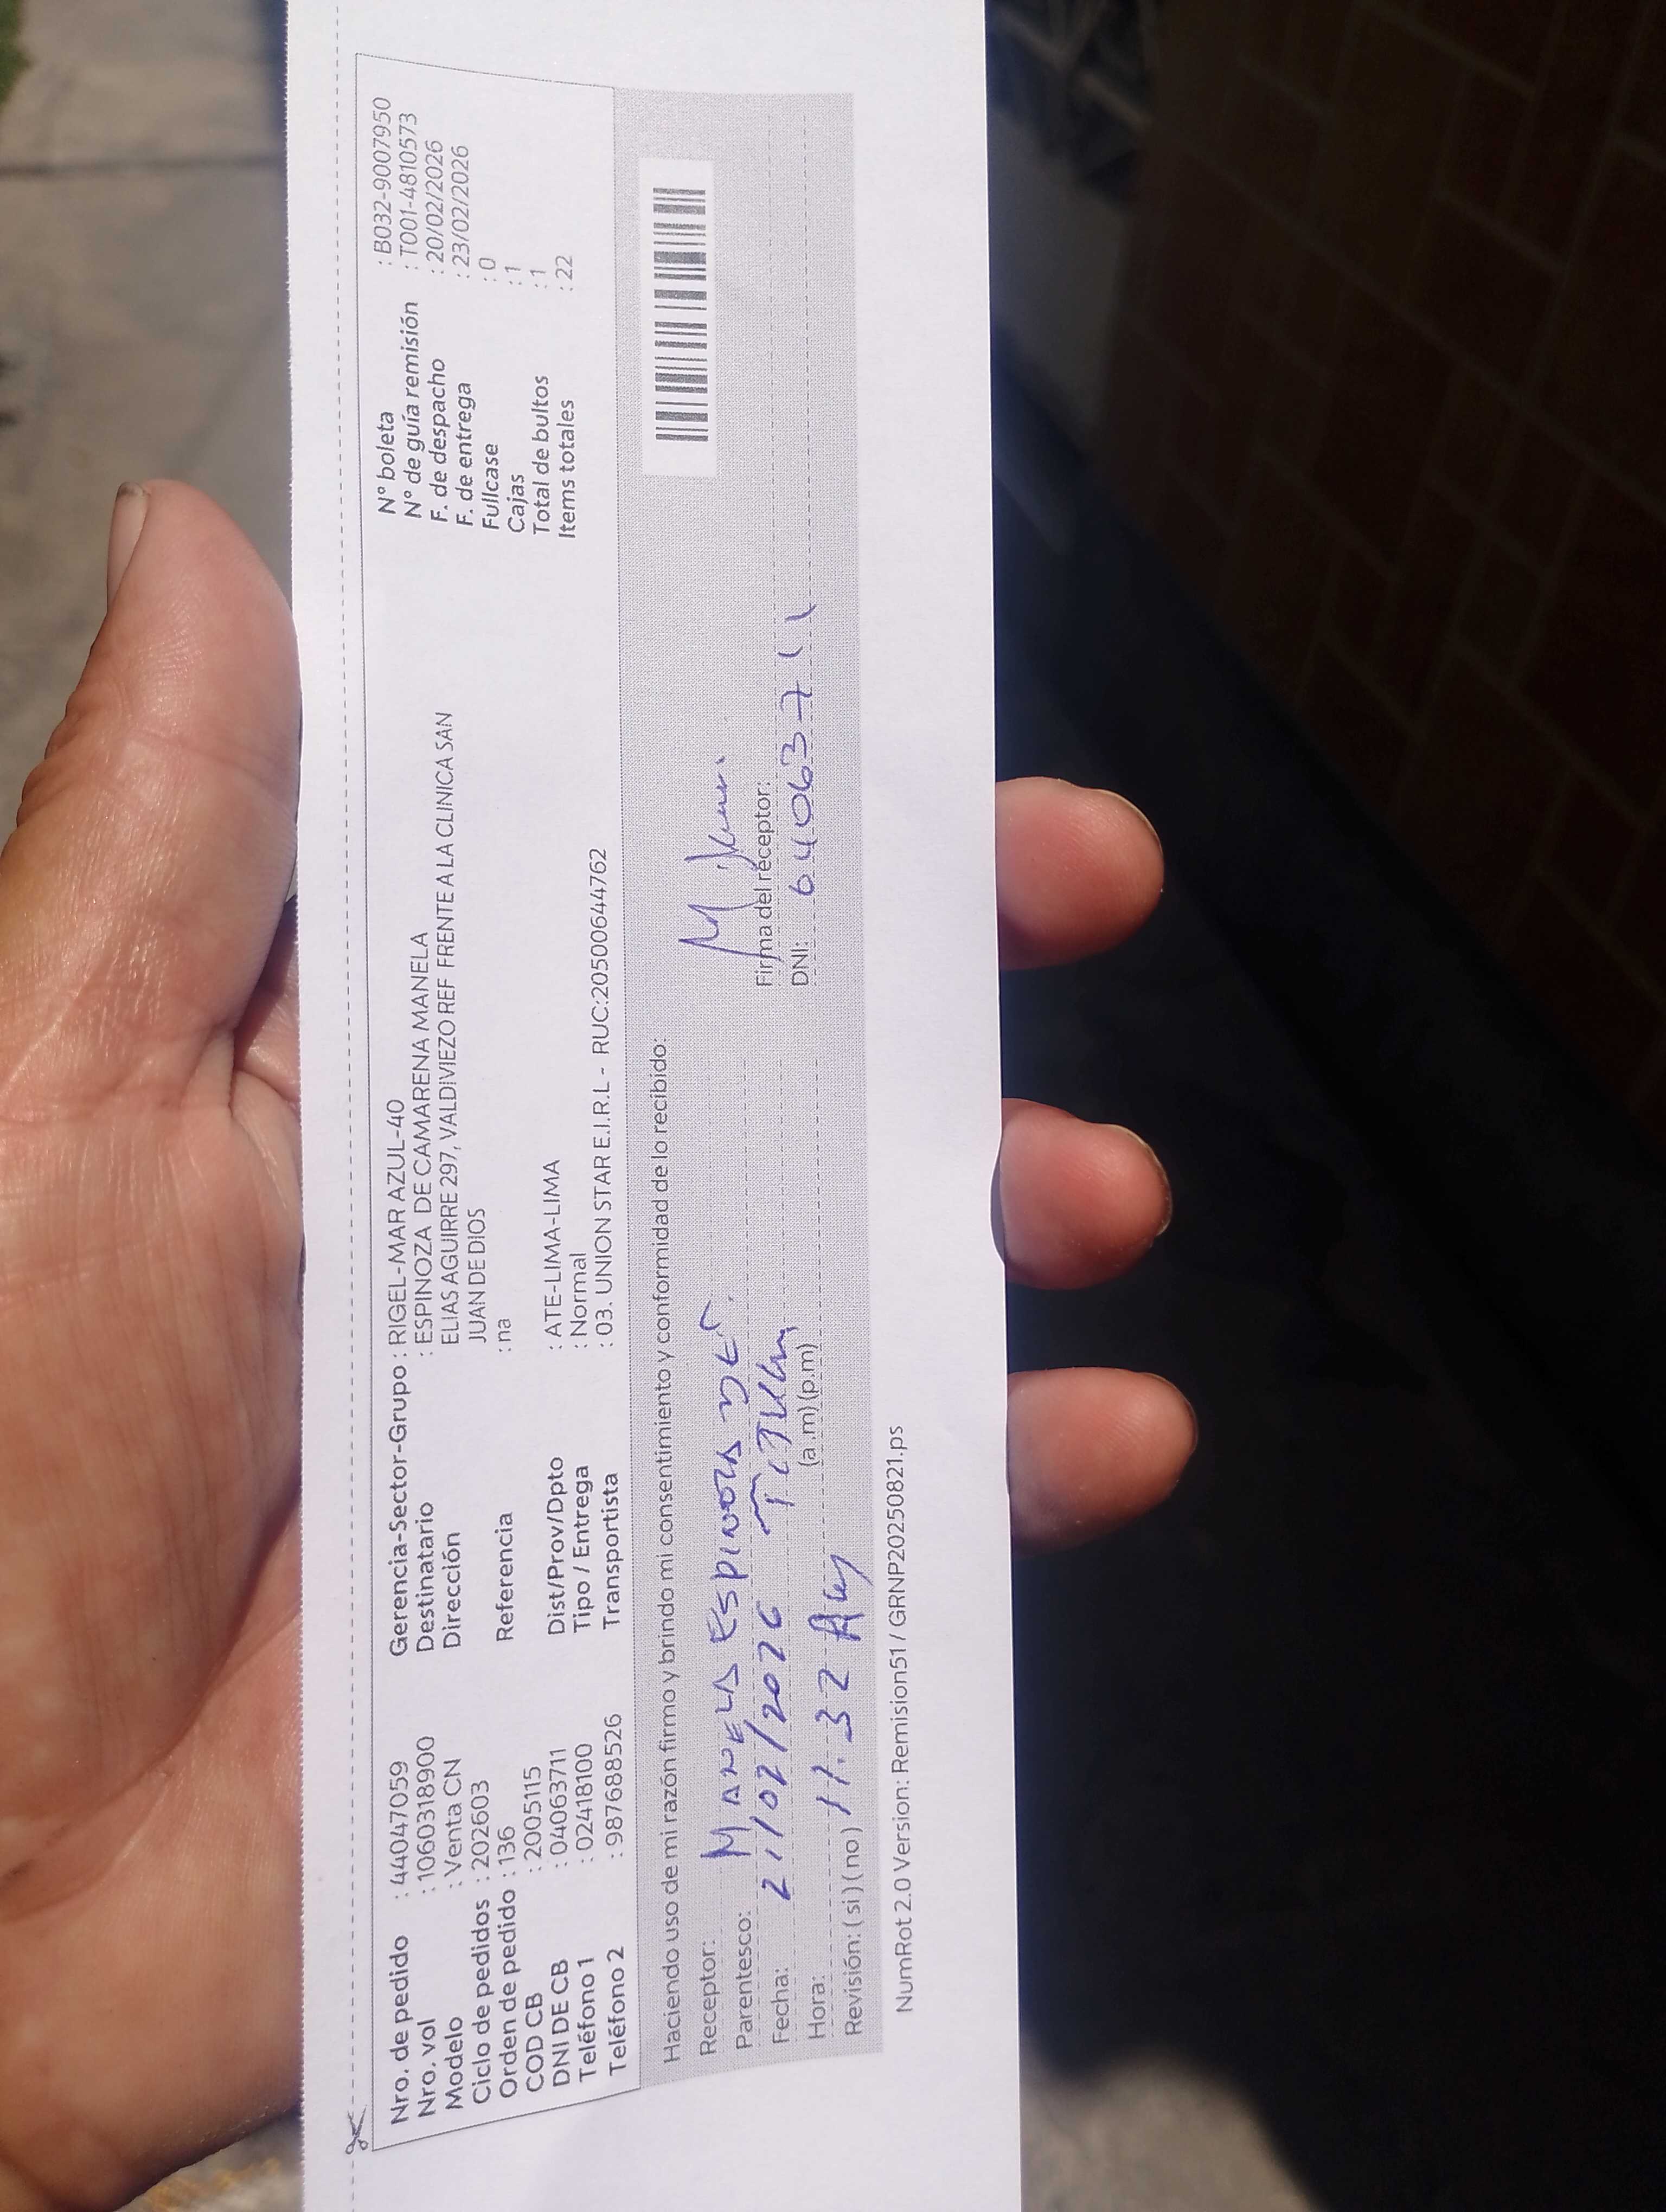 Nro. de pedido : 44047059
Nro. vol : 1060318900
Modelo : Venta CN
Ciclo de pedidos : 202603
Orden de pedido : 136
COD CB : 2005115
DNI DE CB : 04063711
Teléfono 1 : 02418100
Teléfono 2 : 987688526
Gerencia-Sector-Grupo : RIGEL-MAR AZUL-40
Destinatario : ESPINOZA DE CAMARENA MANELA
Dirección ELIAS AGUIRRE 297, VALDIVIEZO REF FRENTE A LA CLINICA SAN
JUAN DE DIOS
Referencia : na
Dist/Prov/Dpto : ATE-LIMA-LIMA
Tipo / Entrega : Normal
Transportista : 03. UNION STAR E.I.R.L - RUC:20500644762
N° boleta : B032-9007950
N° de guía remisión : T001-4810573
F. de despacho : 20/02/2026
F. de entrega : 23/02/2026
Fullcase : 0
Cajas : 1
Total de bultos : 1
Items totales : 22
Haciendo uso de mi razón firmo y brindo mi consentimiento y conformidad de lo recibido:
Receptor: MANELA ESPINOZA DE C.
Parentesco: TITULAR
Fecha: 21/02/2026
Hora: 11:32 AM (a.m) (p.m)
Revisión: ( si ) ( no )
Firma del receptor:
DNI: 04063711
NumRot 2.0 Version: Remision51 / GRNP20250821.ps